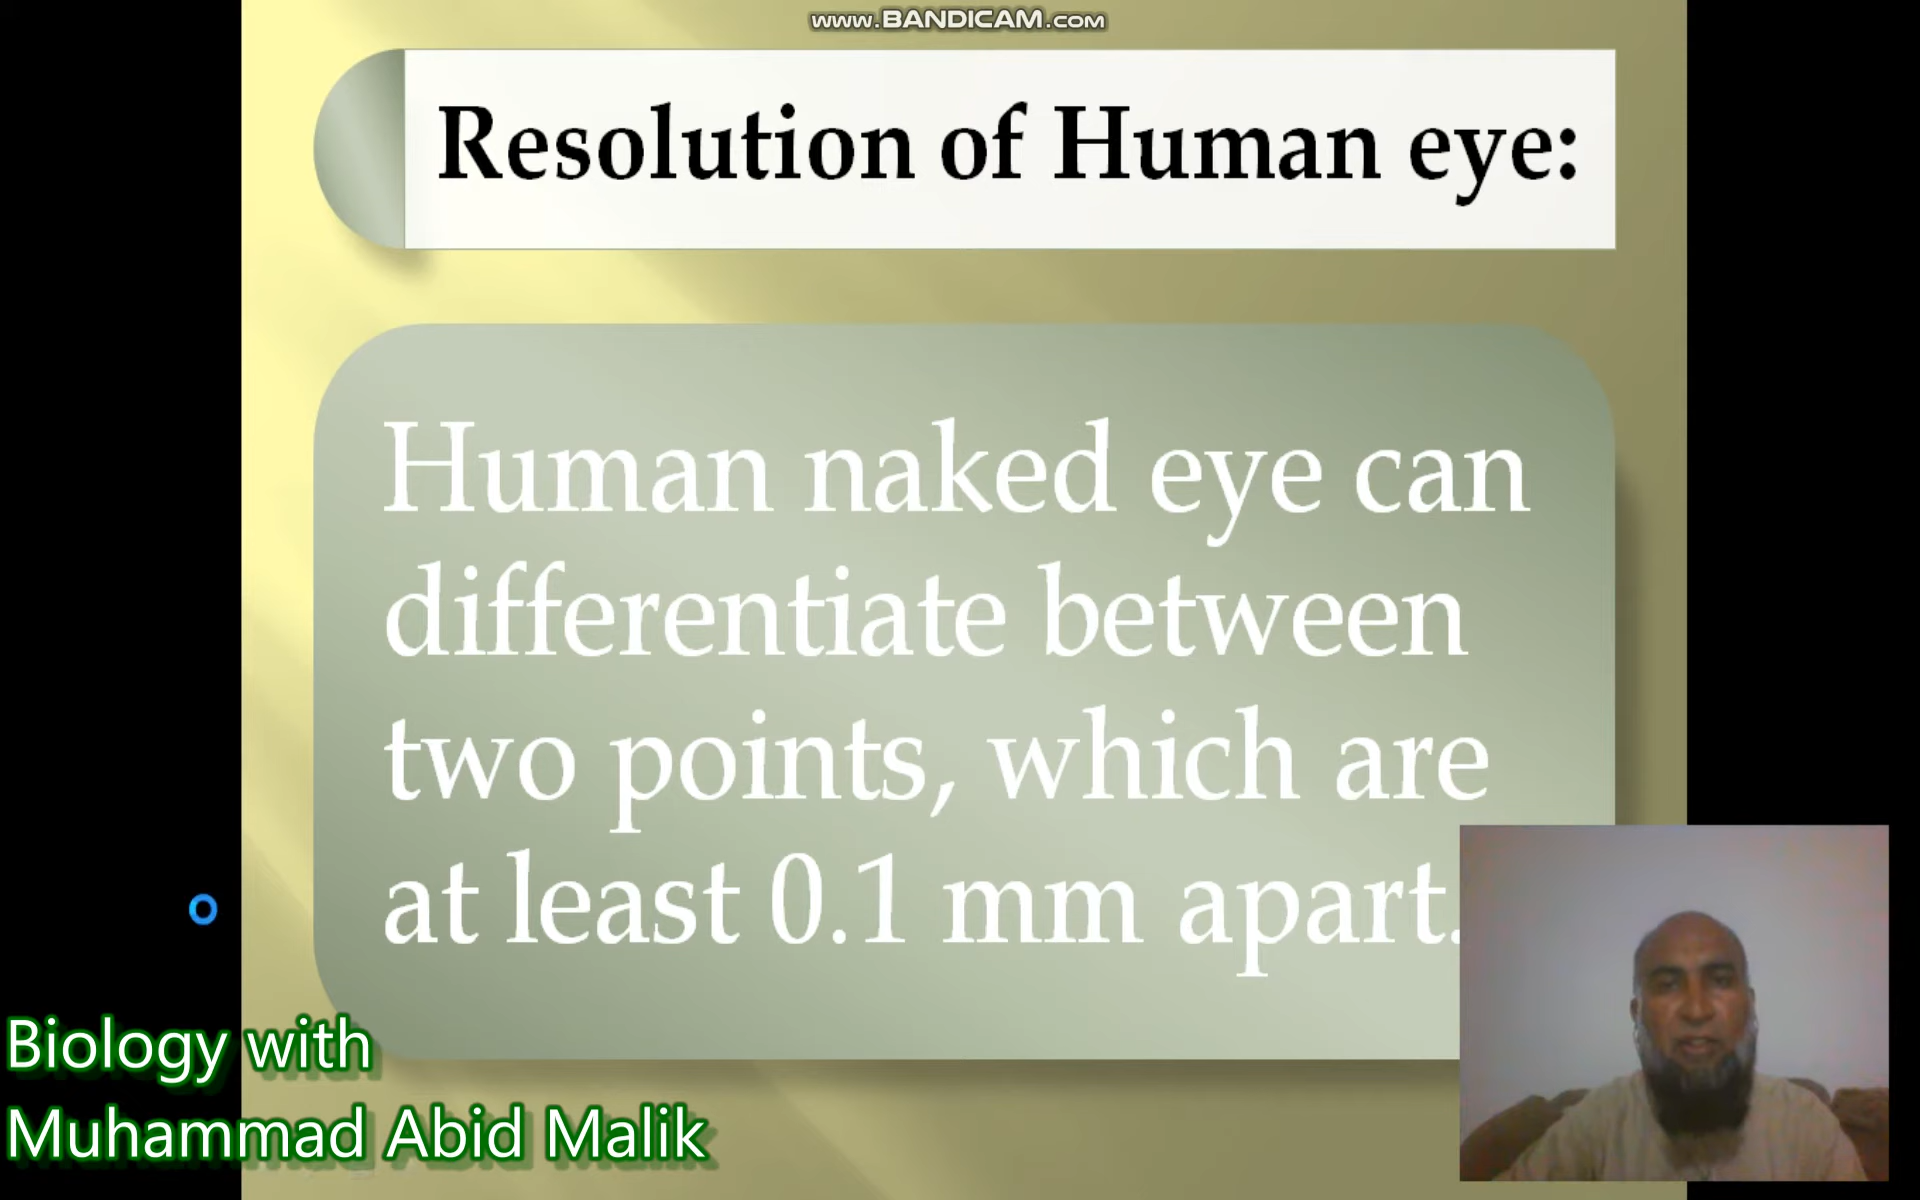 www.BANDICAM.com
Resolution of Human eye:
Human naked eye can
differentiate between
two points, which are
at least 0.1 mm apart.
Biology with
Muhammad Abid Malik